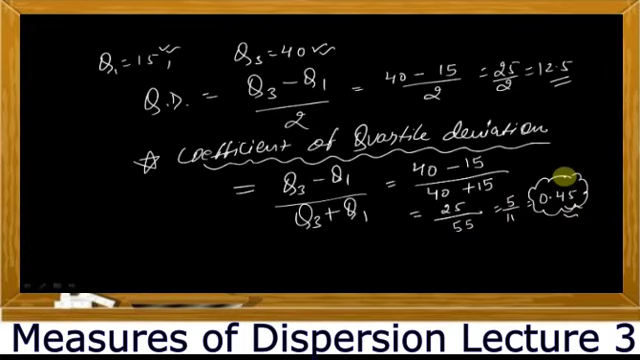 Q₁ = 15, Q₃ = 40
Q.D. = (Q₃ − Q₁)/2 = (40 − 15)/2 = 25/2 = 12.5
☆ Coefficient of Quartile deviation
= (Q₃ − Q₁)/(Q₃ + Q₁) = (40 − 15)/(40 + 15)
= 25/55 = 5/11 = 0.45
Measures of Dispersion Lecture 3